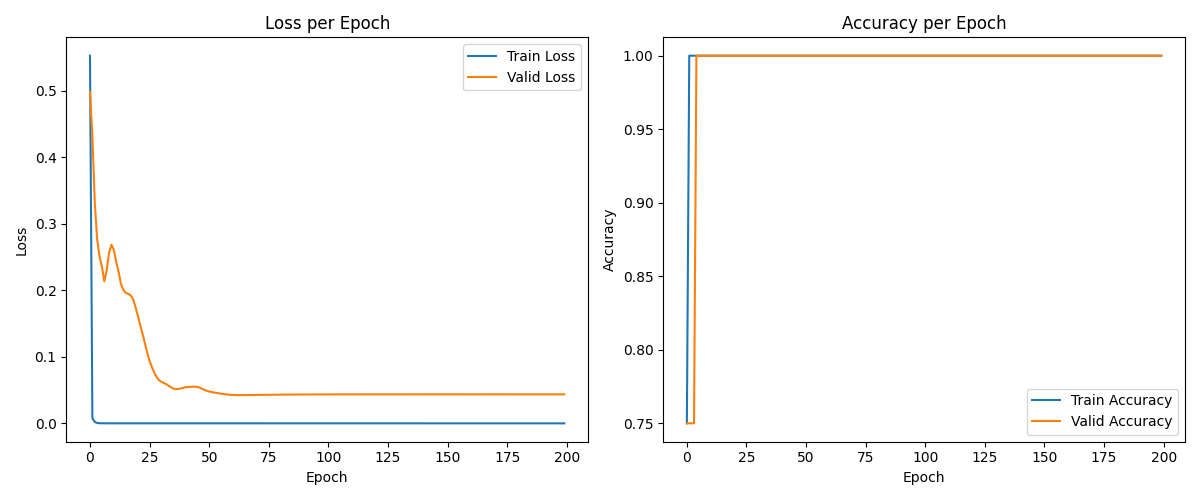 Loss per Epoch
Loss
0.5
0.4
0.3
0.2
0.1
0.0
Train Loss
Valid Loss
0 25 50 75 100 125 150 175 200
Epoch
Accuracy per Epoch
Accuracy
1.00
0.95
0.90
0.85
0.80
0.75
Train Accuracy
Valid Accuracy
0 25 50 75 100 125 150 175 200
Epoch